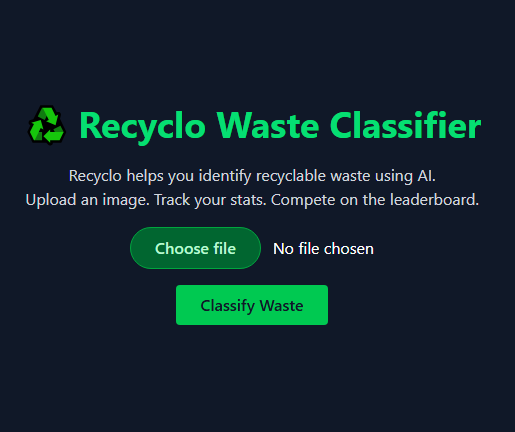 Recyclo Waste Classifier
Recyclo helps you identify recyclable waste using AI.
Upload an image. Track your stats. Compete on the leaderboard.
Choose file No file chosen
Classify Waste